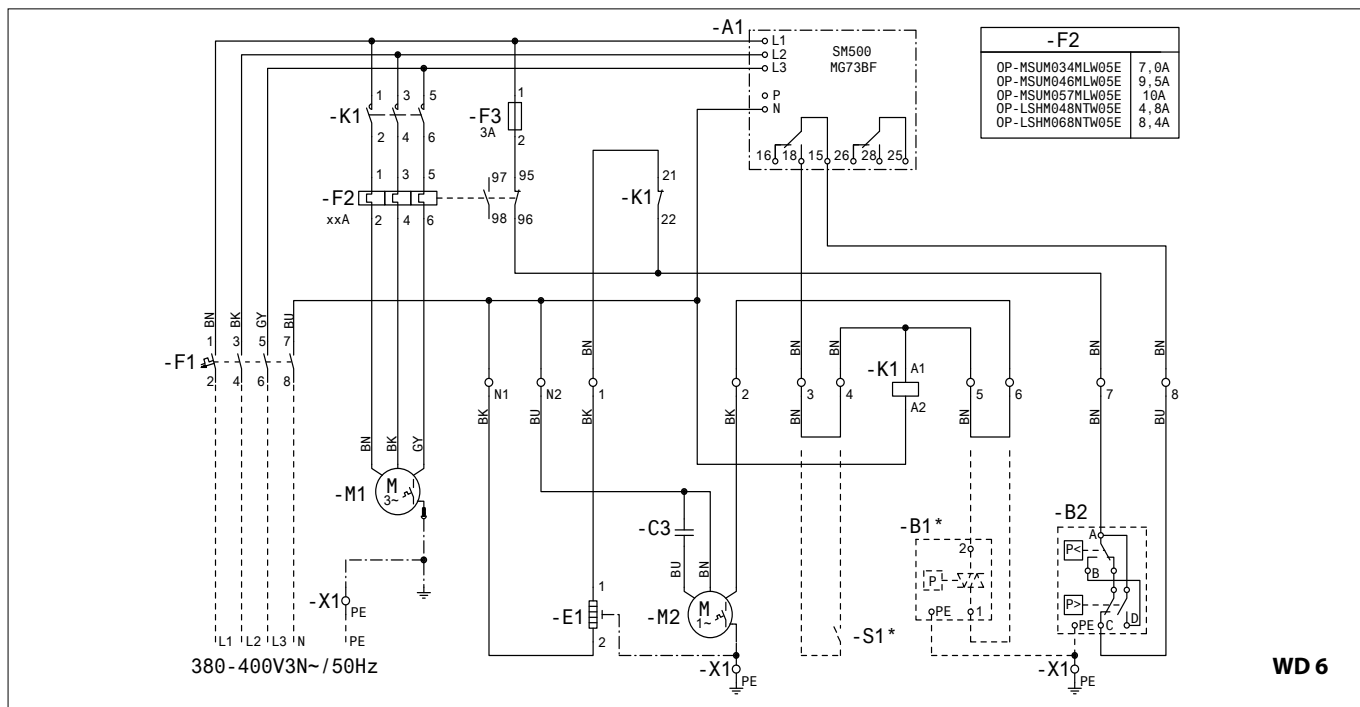 -A1
L1
L2
L3
SM500
MG73BF
P
N
16 18 15 26 28 25
-F2
OP-MSUM034MLW05E 7,0A
OP-MSUM046MLW05E 9,5A
OP-MSUM057MLW05E 10A
OP-LSHM048NTW05E 4,8A
OP-LSHM068NTW05E 8,4A
1 3 5
-K1
2 4 6
1
-F3
3A
2
1 3 5
-F2
xxA
2 4 6
97 95
98 96
21
-K1
22
BN BK GY BU
1 3 5 7
-F1
2 4 6 8
BN BN BN BN BN BN BU
N1 N2 1 2 3 4
-K1 A1
A2
5 6 7 8
BK BU BK BK BN BN BN BU
BN BK GY
-M1
M
3~
-X1
PE
L1 L2 L3 N PE
380-400V3N~/50Hz
-C3
BU BN
1
-E1
2
-M2
M
1~
-X1
PE
-S1*
-B1*
2
P
PE 1
-B2
A
P<
B
P>
PE C D
-X1
PE
WD 6